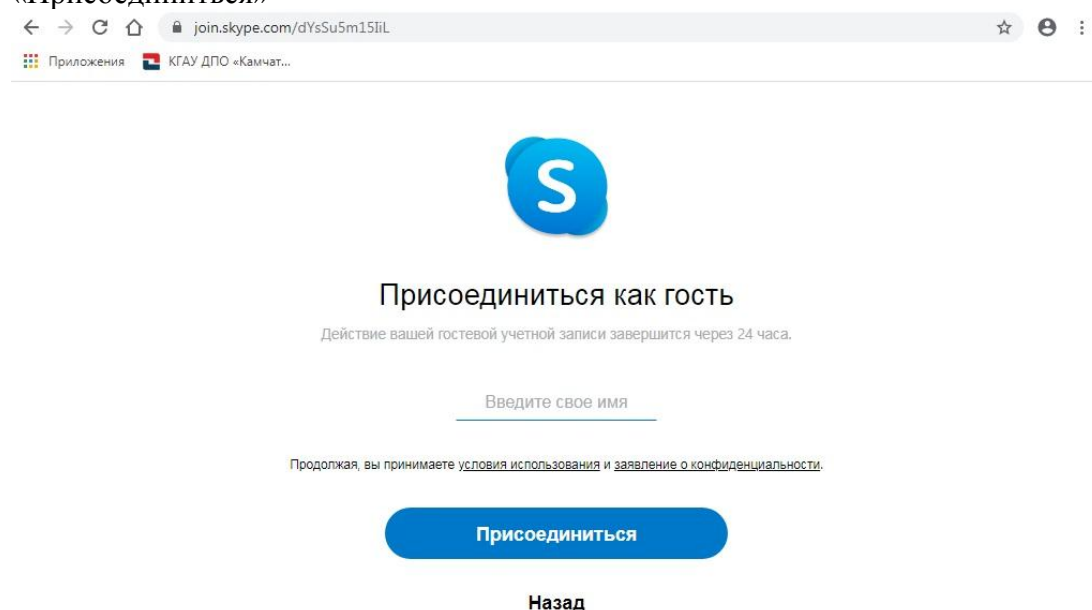 «Присоединиться»
join.skype.com/dYsSu5m15IiL
Приложения КГАУ ДПО «Камчат...
S
Присоединиться как гость
Действие вашей гостевой учетной записи завершится через 24 часа.
Введите свое имя
Продолжая, вы принимаете условия использования и заявление о конфиденциальности.
Присоединиться
Назад